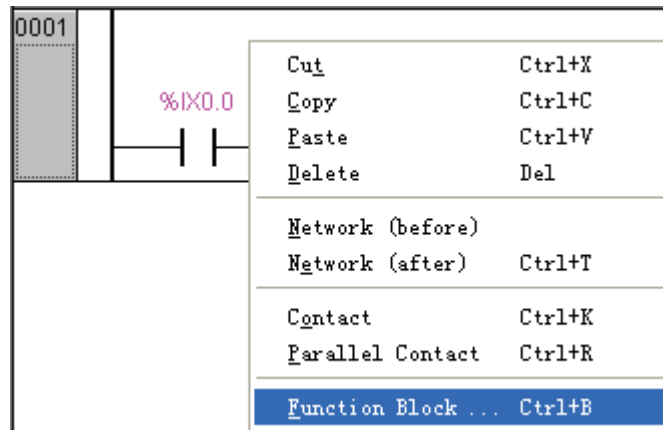 0001
%IX0.0
Cut Ctrl+X
Copy Ctrl+C
Paste Ctrl+V
Delete Del
Network (before)
Network (after) Ctrl+T
Contact Ctrl+K
Parallel Contact Ctrl+R
Function Block ... Ctrl+B